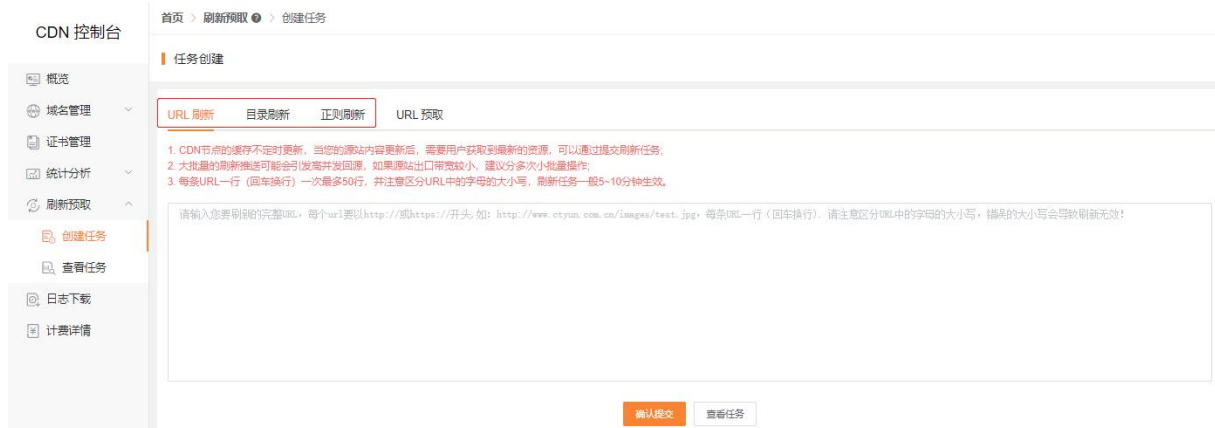 CDN 控制台
首页 > 刷新预取 > 创建任务
任务创建
概览
域名管理
证书管理
统计分析
刷新预取
创建任务
查看任务
日志下载
计费详情
URL 刷新 目录刷新 正则刷新 URL 预取
1. CDN节点的缓存不定时更新，当您的源站内容更新后，需要用户获取到最新的资源，可以通过提交刷新任务;
2. 大批量的刷新推送可能会引发高并发回源，如果源站出口带宽较小，建议分多次小批量操作;
3. 每条URL一行（回车换行）一次最多50行，并注意区分URL中的字母的大小写，刷新任务一般5~10分钟生效。
请输入您要刷新的完整URL，每个url要以http://或https://开头,如：http://www.ctyun.com.cn/images/test.jpg，每条URL一行（回车换行）.请注意区分URL中的字母的大小写，错误的大小写会导致刷新无效!
确认提交 查看任务